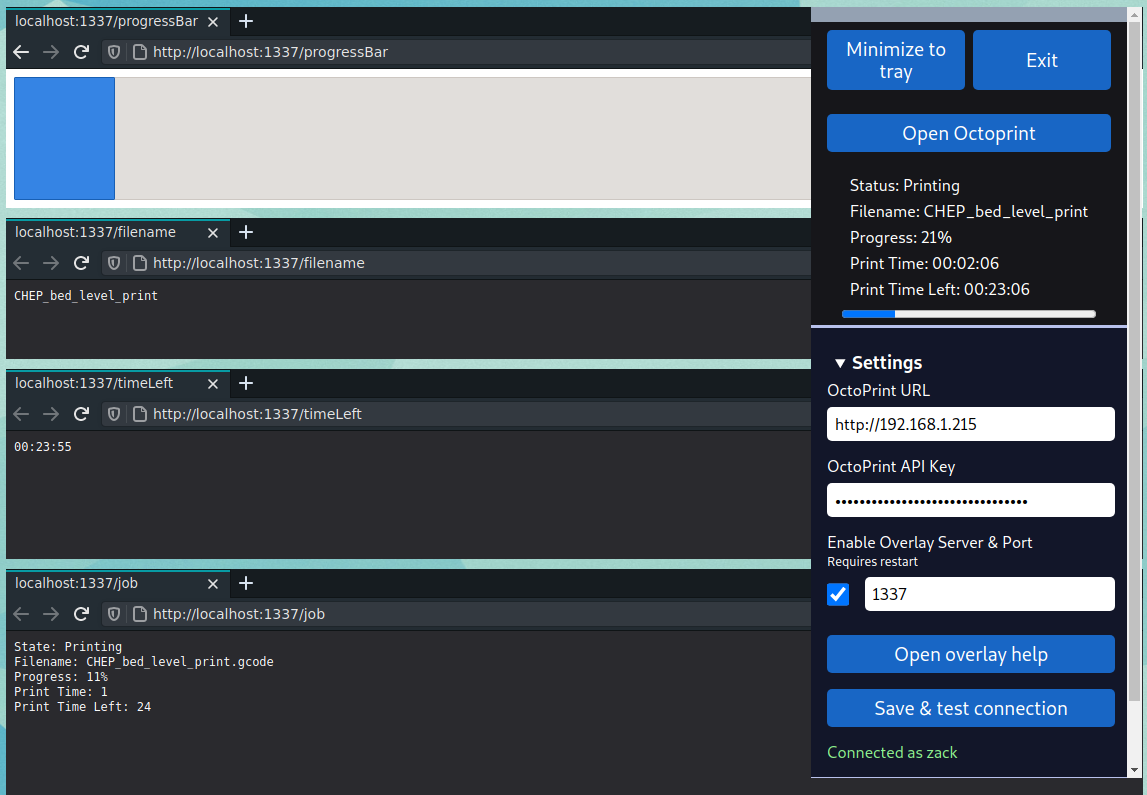 localhost:1337/progressBar
http://localhost:1337/progressBar
localhost:1337/filename
http://localhost:1337/filename
CHEP_bed_level_print
localhost:1337/timeLeft
http://localhost:1337/timeLeft
00:23:55
localhost:1337/job
http://localhost:1337/job
State: Printing
Filename: CHEP_bed_level_print.gcode
Progress: 11%
Print Time: 1
Print Time Left: 24
Minimize to
tray
Exit
Open Octoprint
Status: Printing
Filename: CHEP_bed_level_print
Progress: 21%
Print Time: 00:02:06
Print Time Left: 00:23:06
▼ Settings
OctoPrint URL
http://192.168.1.215
OctoPrint API Key
Enable Overlay Server & Port
Requires restart
1337
Open overlay help
Save & test connection
Connected as zack